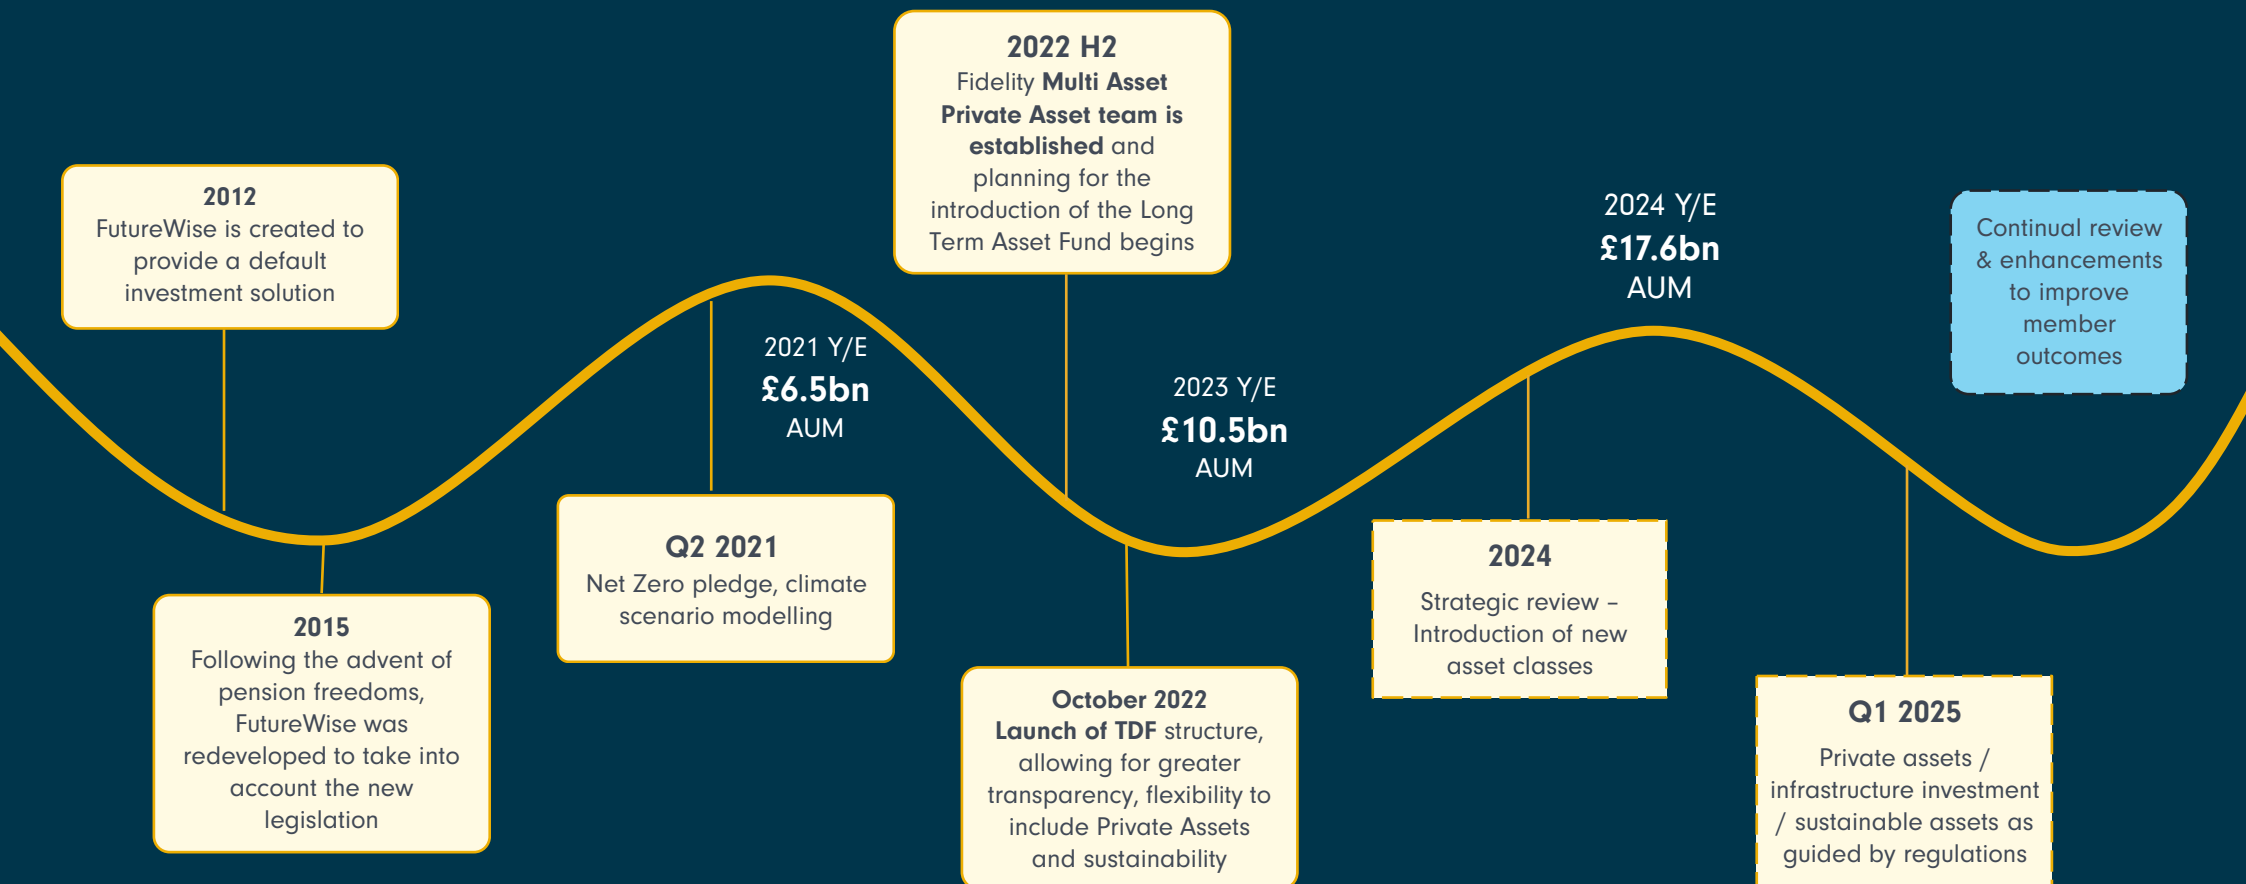 2012
FutureWise is created to
provide a default
investment solution
2015
Following the advent of
pension freedoms,
FutureWise was
redeveloped to take into
account the new
legislation
Q2 2021
Net Zero pledge, climate
scenario modelling
2021 Y/E
£6.5bn
AUM
2022 H2
Fidelity Multi Asset
Private Asset team is
established and
planning for the
introduction of the Long
Term Asset Fund begins
October 2022
Launch of TDF structure,
allowing for greater
transparency, flexibility to
include Private Assets
and sustainability
2023 Y/E
£10.5bn
AUM
2024
Strategic review –
Introduction of new
asset classes
2024 Y/E
£17.6bn
AUM
Q1 2025
Private assets /
infrastructure investment
/ sustainable assets as
guided by regulations
Continual review
& enhancements
to improve
member
outcomes